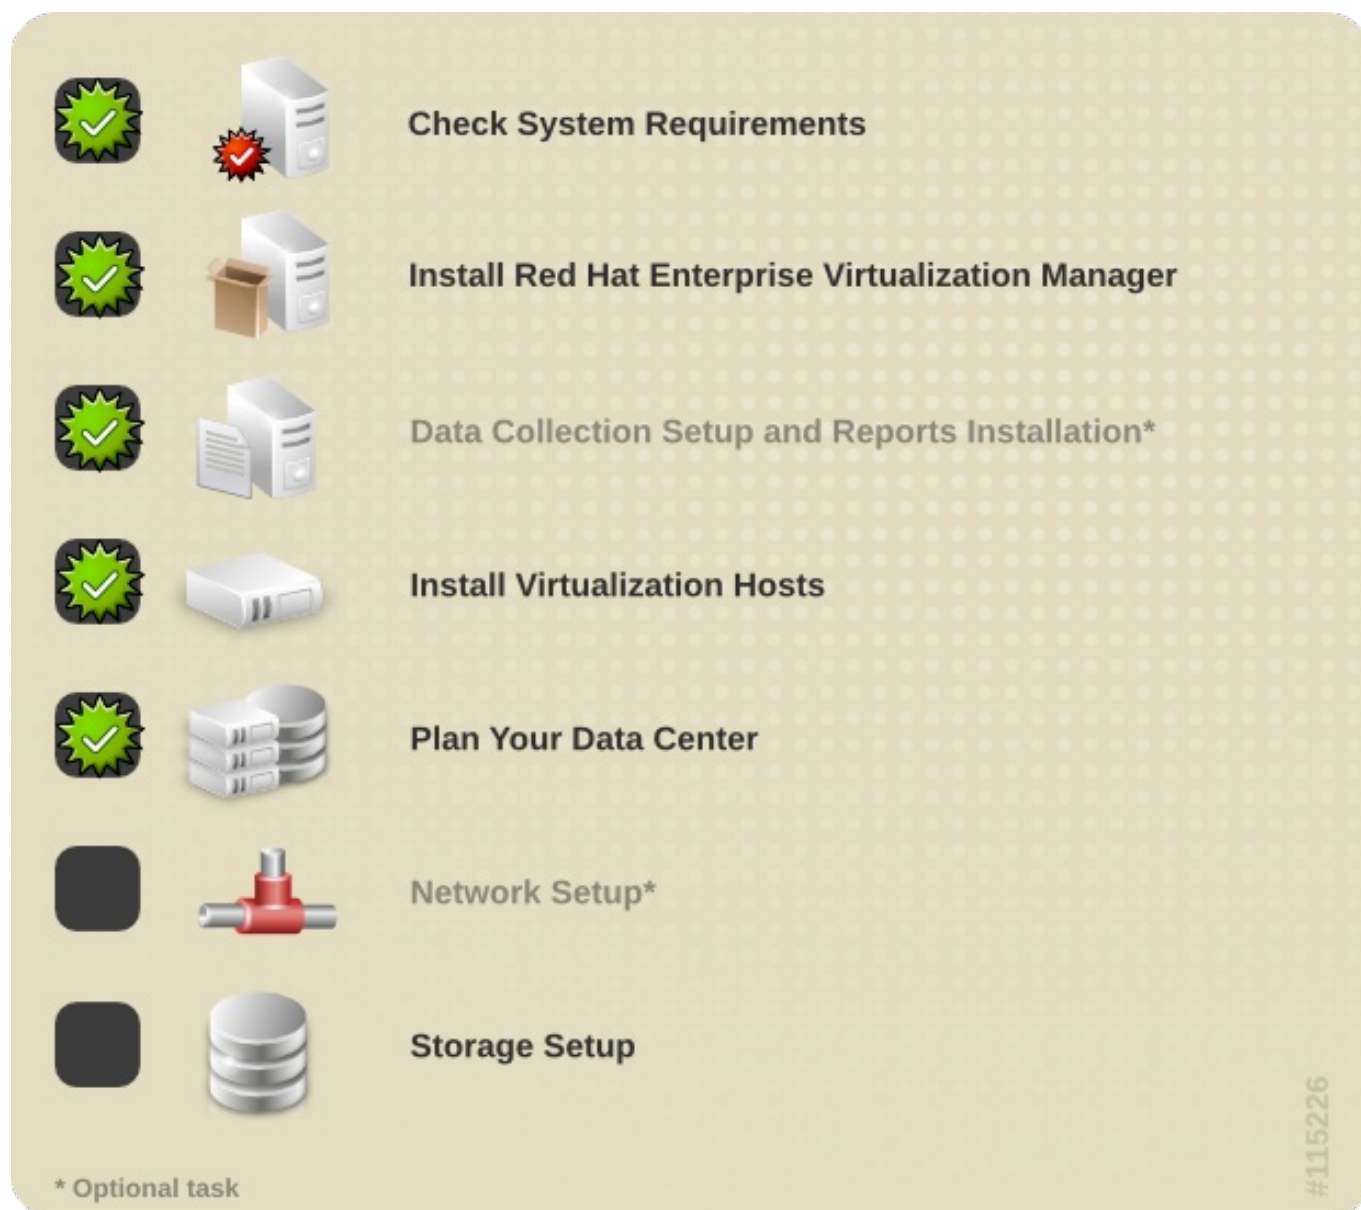 Check System Requirements
Install Red Hat Enterprise Virtualization Manager
Data Collection Setup and Reports Installation*
Install Virtualization Hosts
Plan Your Data Center
Network Setup*
Storage Setup
#115226
* Optional task